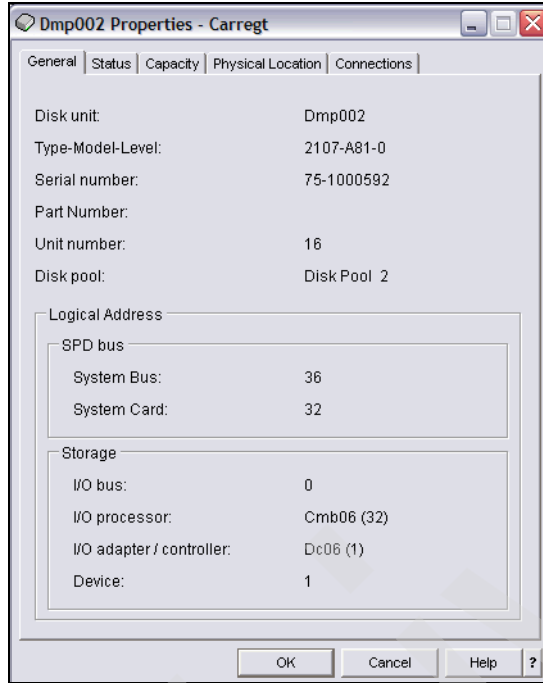 Dmp002 Properties - Carregt
General Status Capacity Physical Location Connections
Disk unit: Dmp002
Type-Model-Level: 2107-A81-0
Serial number: 75-1000592
Part Number:
Unit number: 16
Disk pool: Disk Pool 2
Logical Address
SPD bus
System Bus: 36
System Card: 32
Storage
I/O bus: 0
I/O processor: Cmb06 (32)
I/O adapter / controller: Dc06 (1)
Device: 1
OK Cancel Help ?